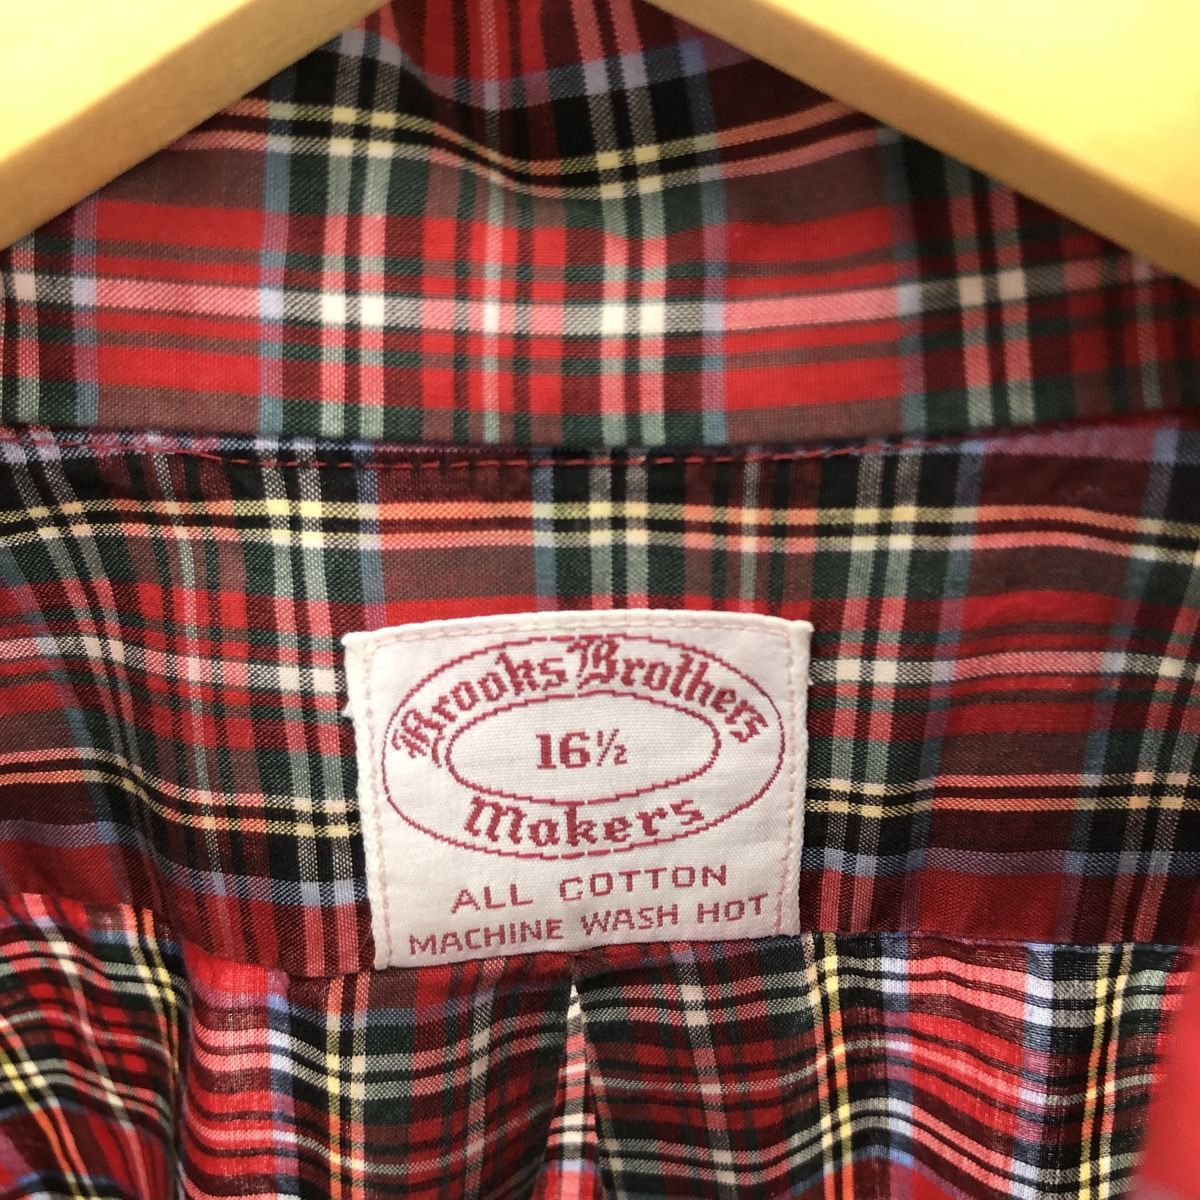 Brooks Brothers
16½
Makers
ALL COTTON
MACHINE WASH HOT